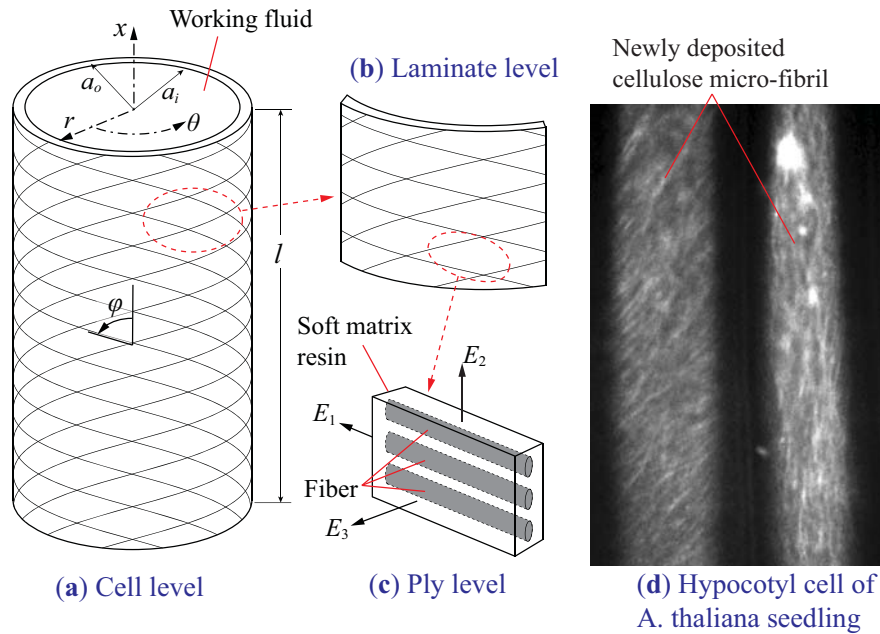 x
Working fluid
a_o
a_i
r
θ
l
φ
(a) Cell level
(b) Laminate level
Soft matrix
resin
E_2
E_1
Fiber
E_3
(c) Ply level
Newly deposited
cellulose micro-fibril
(d) Hypocotyl cell of
A. thaliana seedling